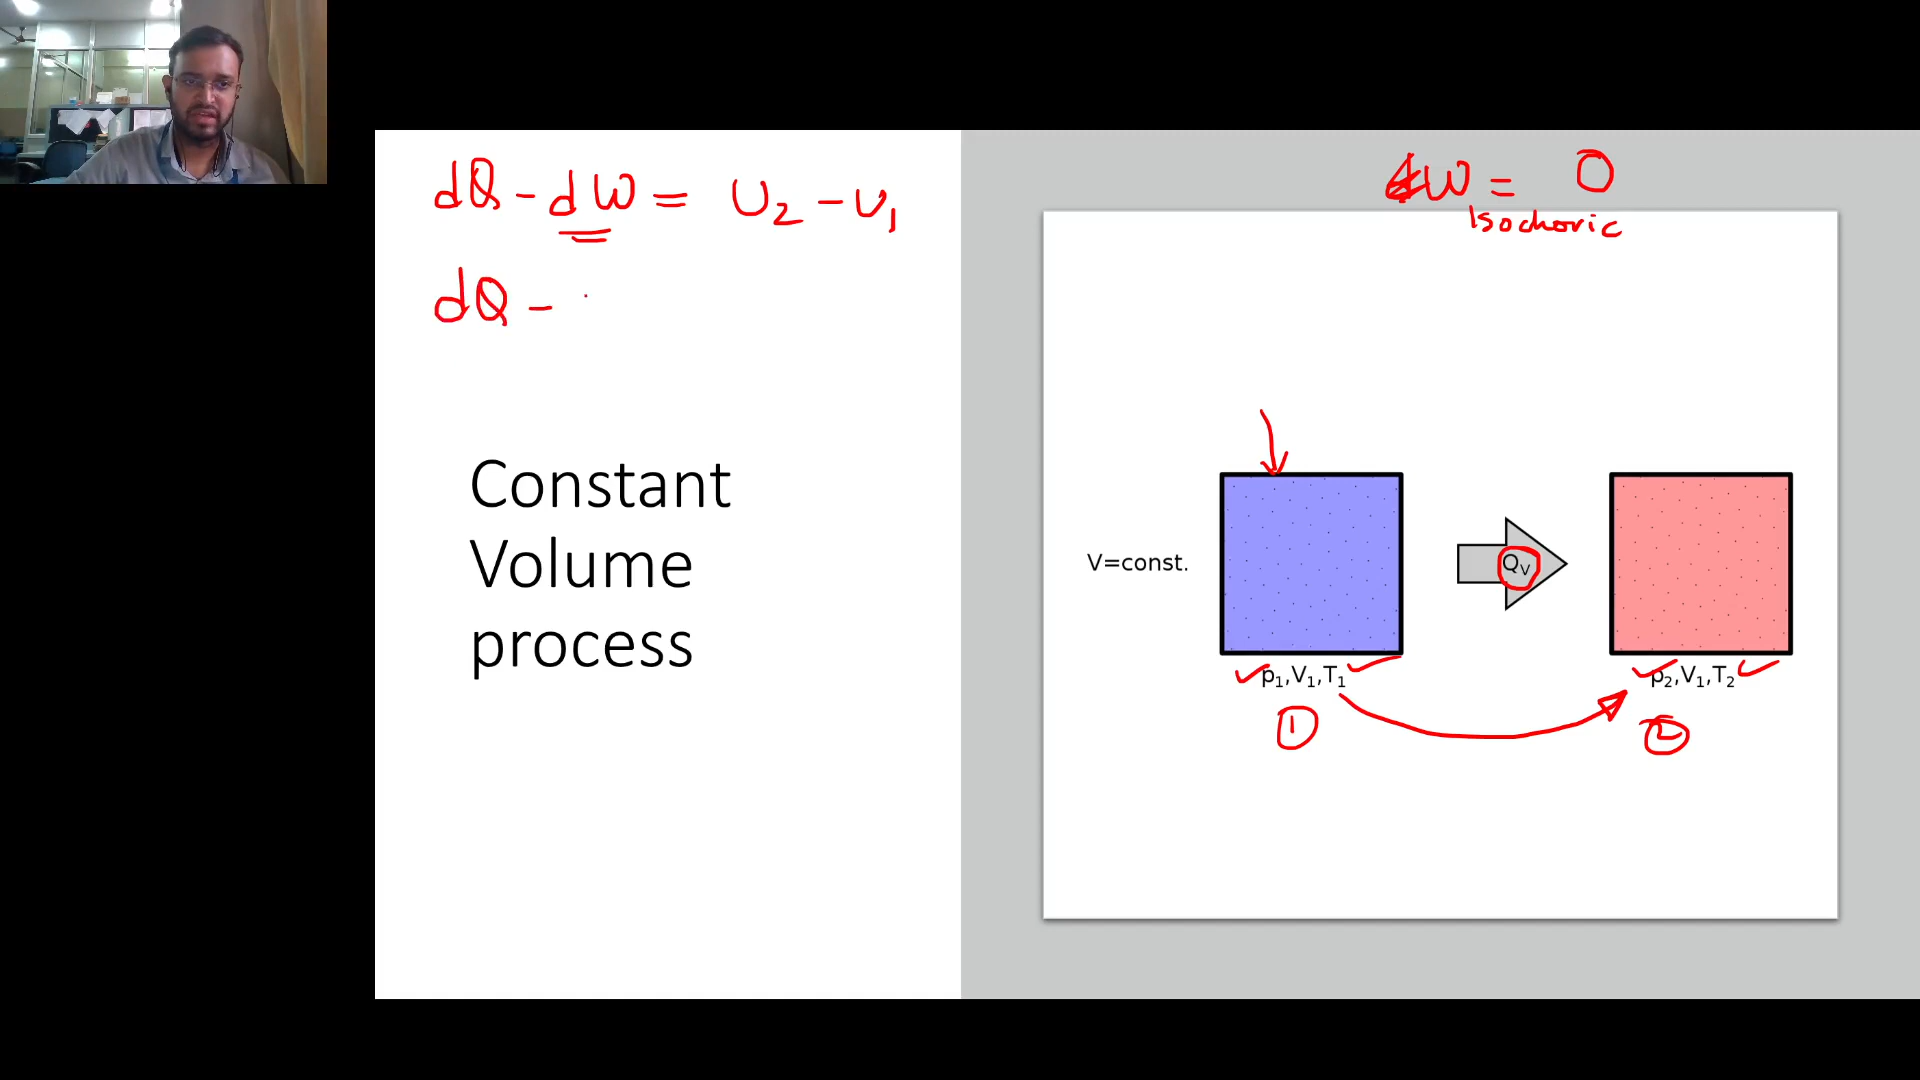 dQ - dW = U₂ - U₁
dQ -
Constant
Volume
process
dW = 0
Isochoric
V=const.
Qᵥ
p₁,V₁,T₁
p₂,V₁,T₂
1
2